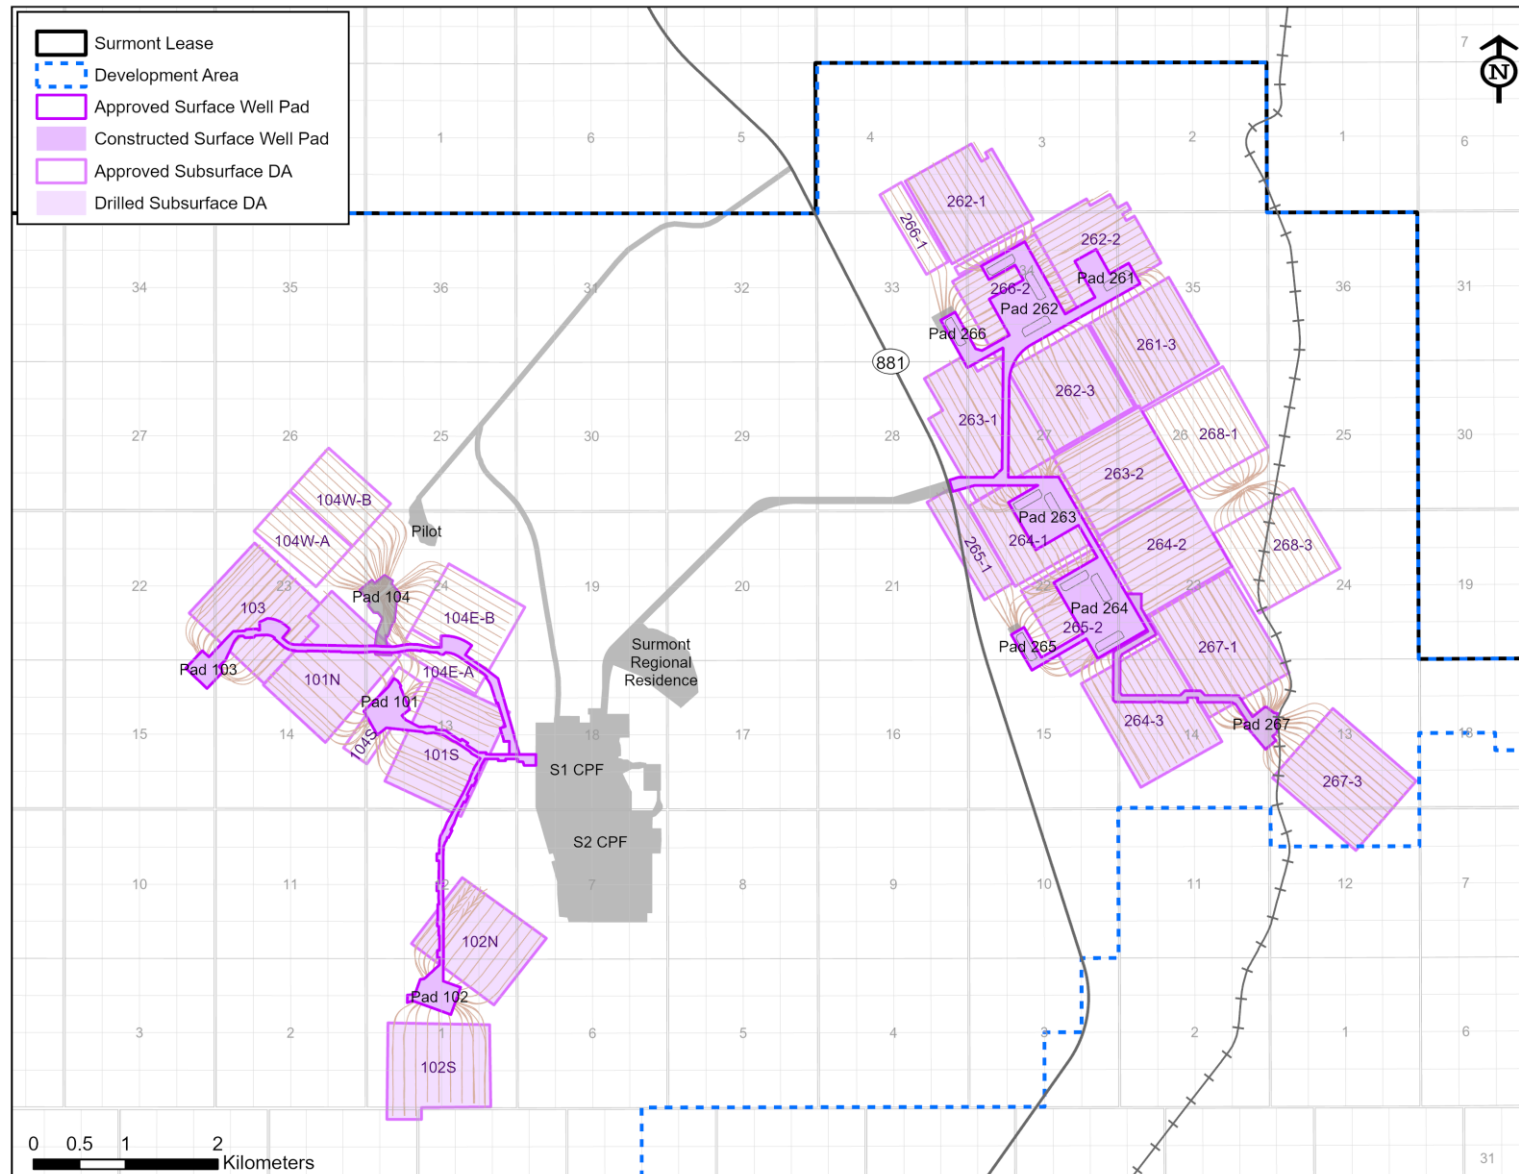 Surmont Lease
Development Area
Approved Surface Well Pad
Constructed Surface Well Pad
Approved Subsurface DA
Drilled Subsurface DA
N
7
1
6
5
4
3
2
1
6
262-1
266-1
262-2
34
35
36
31
32
33
34
35
36
31
Pad 261
266-2
Pad 262
Pad 266
261-3
881
262-3
263-1
27
26
25
30
29
28
27
26
25
30
268-1
263-2
104W-B
104W-A
Pilot
Pad 263
264-1
264-2
268-3
265-1
22
23
24
19
20
21
22
23
24
19
Pad 104
103
104E-B
Pad 264
265-2
Pad 265
267-1
Surmont
Regional
Residence
Pad 103
101N
104E-A
Pad 101
264-3
Pad 267
15
14
13
18
17
16
15
13
18
104S
101S
S1 CPF
267-3
S2 CPF
10
11
12
7
8
9
10
11
12
7
102N
Pad 102
3
2
1
6
5
4
3
2
1
6
102S
0
0.5
1
2
Kilometers
31